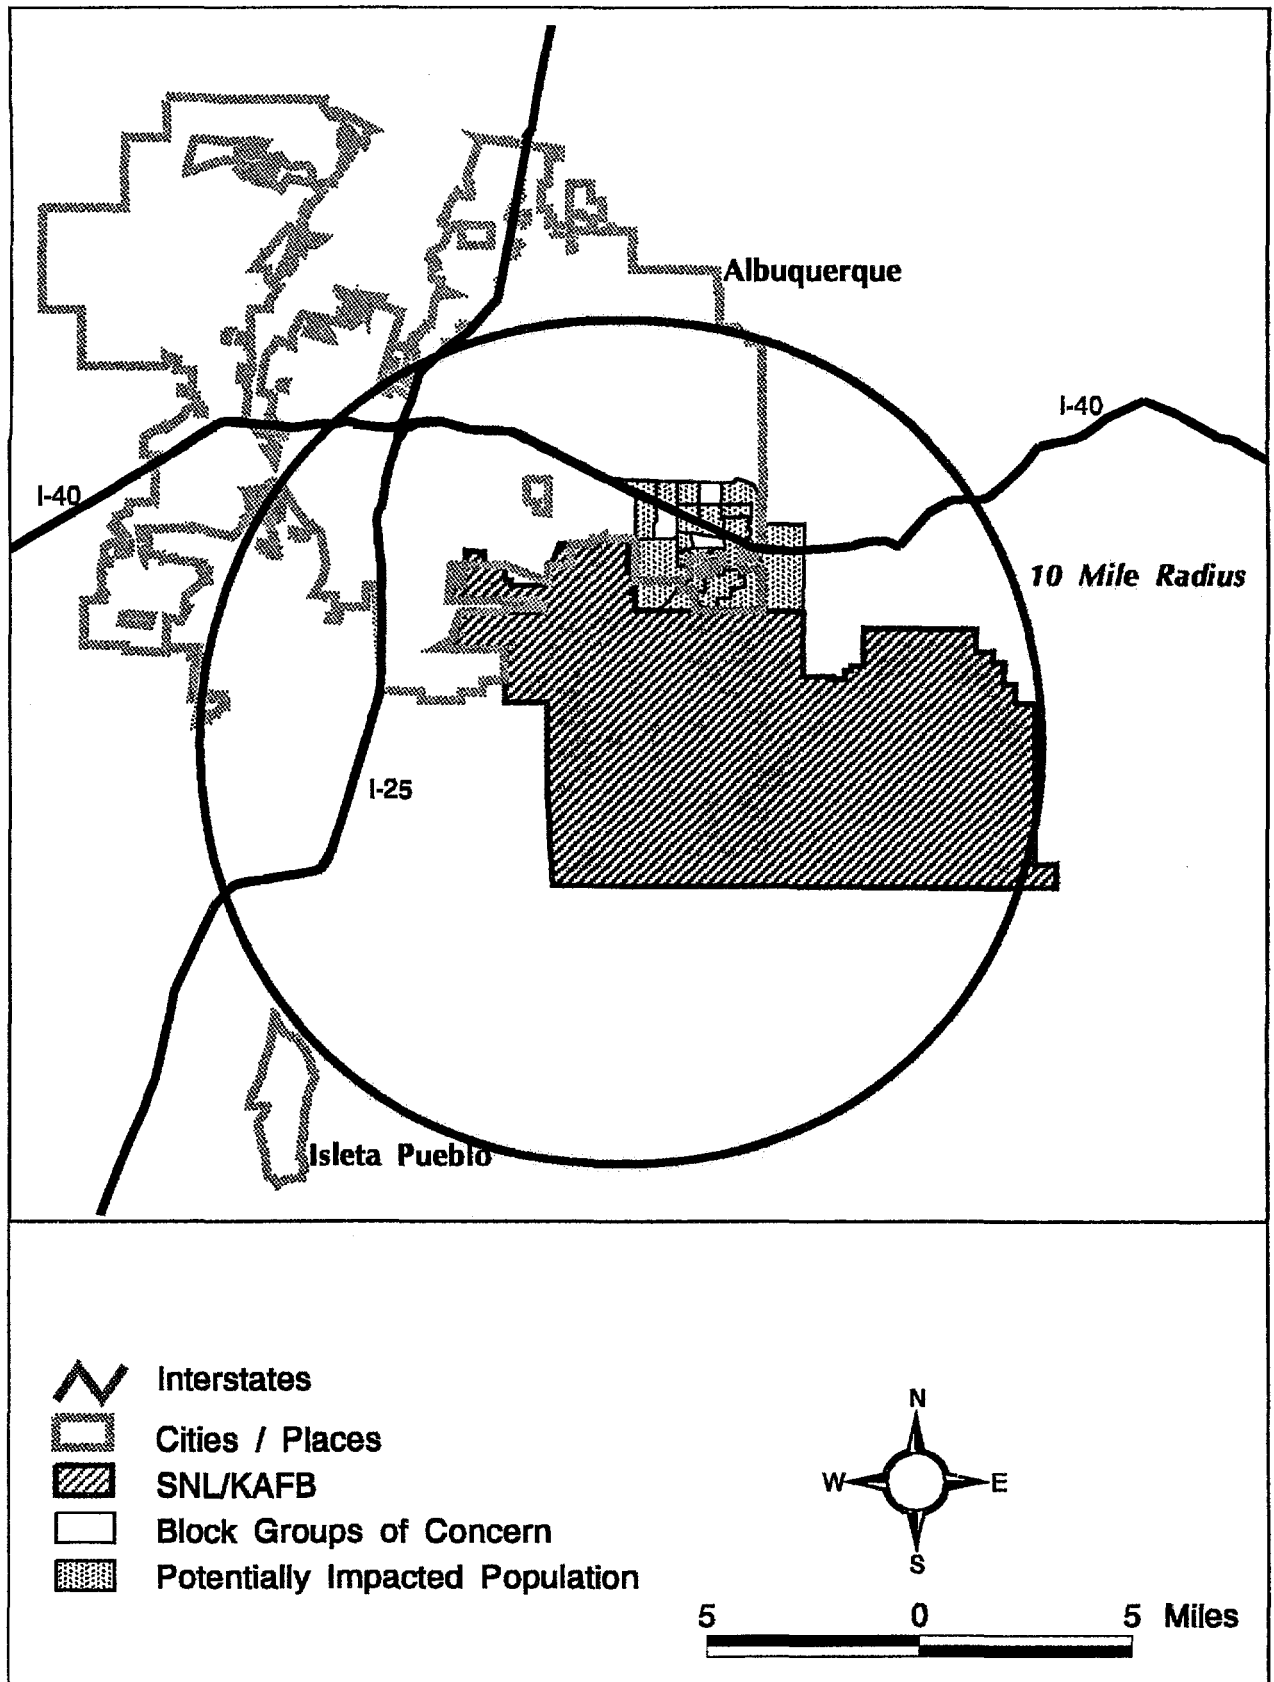 Albuquerque
I-40
I-40
10 Mile Radius
I-25
Isleta Pueblo
Interstates
Cities / Places
SNL/KAFB
Block Groups of Concern
Potentially Impacted Population
N
W E
S
5 0 5 Miles